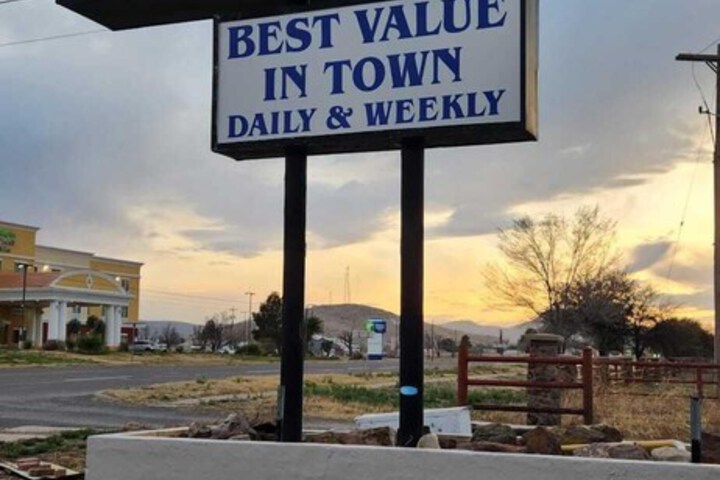 BEST VALUE
IN TOWN
DAILY & WEEKLY